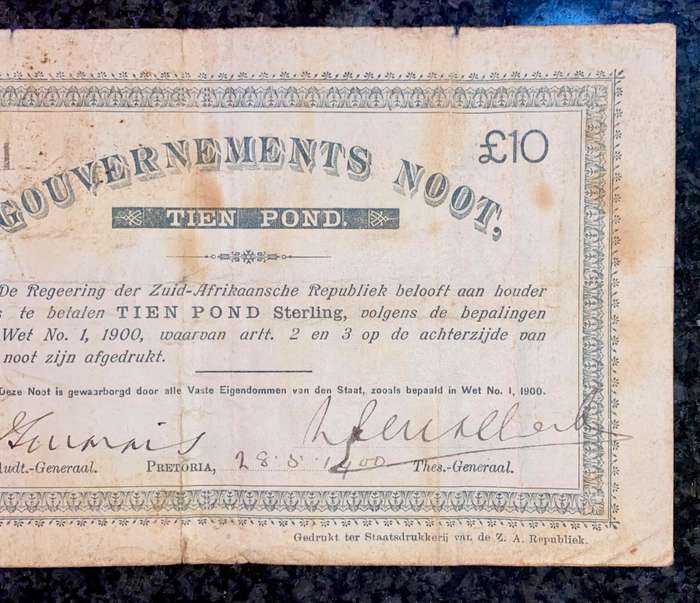 1
£10
GOUVERNEMENTS NOOT,
TIEN POND.
De Regeering der Zuid-Afrikaansche Republiek belooft aan houder
s te betalen TIEN POND Sterling, volgens de bepalingen
Wet No. 1, 1900, waarvan artt. 2 en 3 op de achterzijde van
noot zijn afgedrukt.
Deze Noot is gewaarborgd door alle Vaste Eigendommen van den Staat, zooals bepaald in Wet No. 1, 1900.
Audt.-Generaal. PRETORIA, 28.5.1900 Thes.-Generaal.
Gedrukt ter Staatsdrukkerij van de Z. A. Republiek.